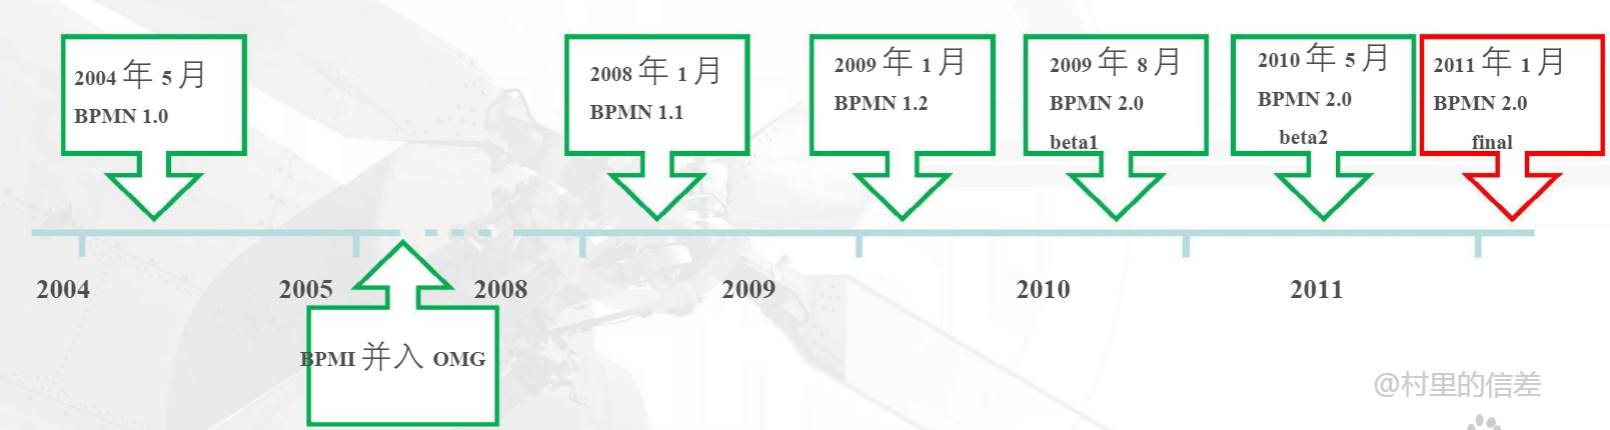 2004 年 5 月
BPMN 1.0
2008 年 1 月
BPMN 1.1
2009 年 1 月
BPMN 1.2
2009 年 8 月
BPMN 2.0
beta1
2010 年 5 月
BPMN 2.0
beta2
2011 年 1 月
BPMN 2.0
final
2004
2005
2008
2009
2010
2011
BPMI 并入 OMG
@村里的信差